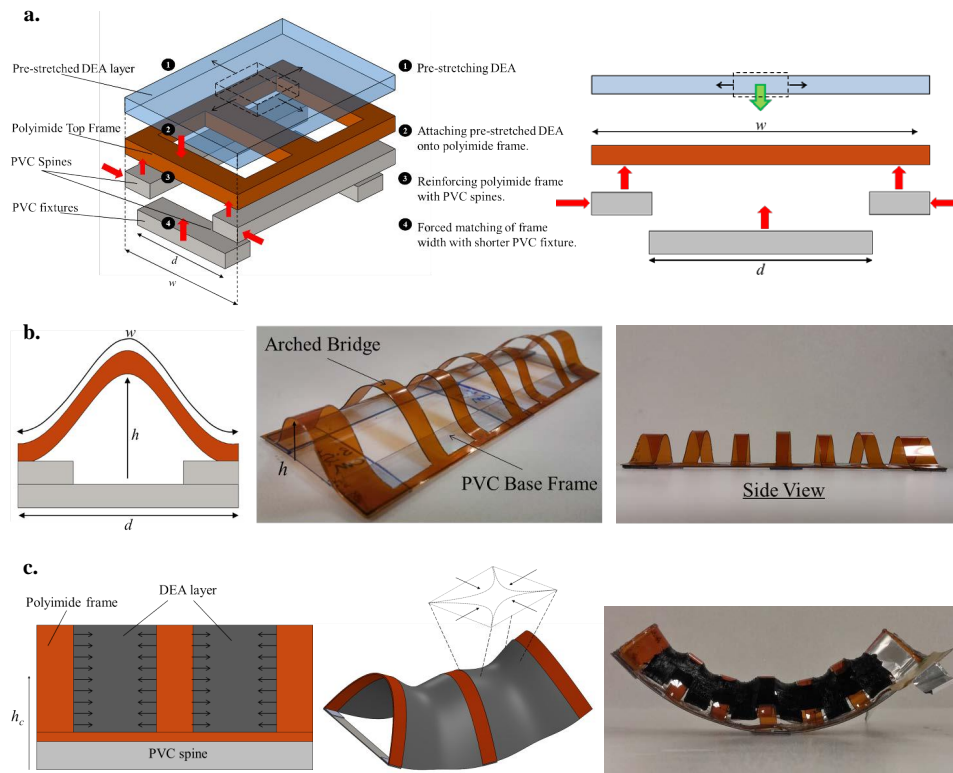 a.
1
Pre-stretched DEA layer
1 Pre-stretching DEA
w
Polyimide Top Frame
2
2 Attaching pre-stretched DEA
onto polyimide frame.
PVC Spines
3
3 Reinforcing polyimide frame
with PVC spines.
PVC fixtures
4
4 Forced matching of frame
width with shorter PVC fixture.
d
w
d
b.
w
h
d
Arched Bridge
h
PVC Base Frame
Side View
c.
Polyimide frame
DEA layer
h_c
PVC spine